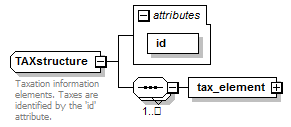 attributes
id
TAXstructure
Taxation information
elements. Taxes are
identified by the 'id'
attribute.
tax_element
1..□